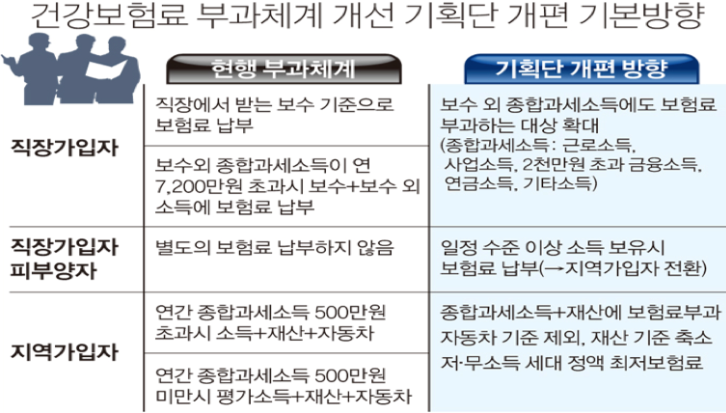 건강보험료 부과체계 개선 기획단 개편 기본방향
현행 부과체계
기획단 개편 방향
직장가입자
직장에서 받는 보수 기준으로
보험료 납부
보수외 종합과세소득이 연
7,200만원 초과시 보수+보수 외
소득에 보험료 납부
보수 외 종합과세소득에도 보험료
부과하는 대상 확대
(종합과세소득: 근로소득,
사업소득, 2천만원 초과 금융소득,
연금소득, 기타소득)
직장가입자
피부양자
별도의 보험료 납부하지 않음
일정 수준 이상 소득 보유시
보험료 납부(→지역가입자 전환)
지역가입자
연간 종합과세소득 500만원
초과시 소득+재산+자동차
연간 종합과세소득 500만원
미만시 평가소득+재산+자동차
종합과세소득+재산에 보험료부과
자동차 기준 제외, 재산 기준 축소
저·무소득 세대 정액 최저보험료